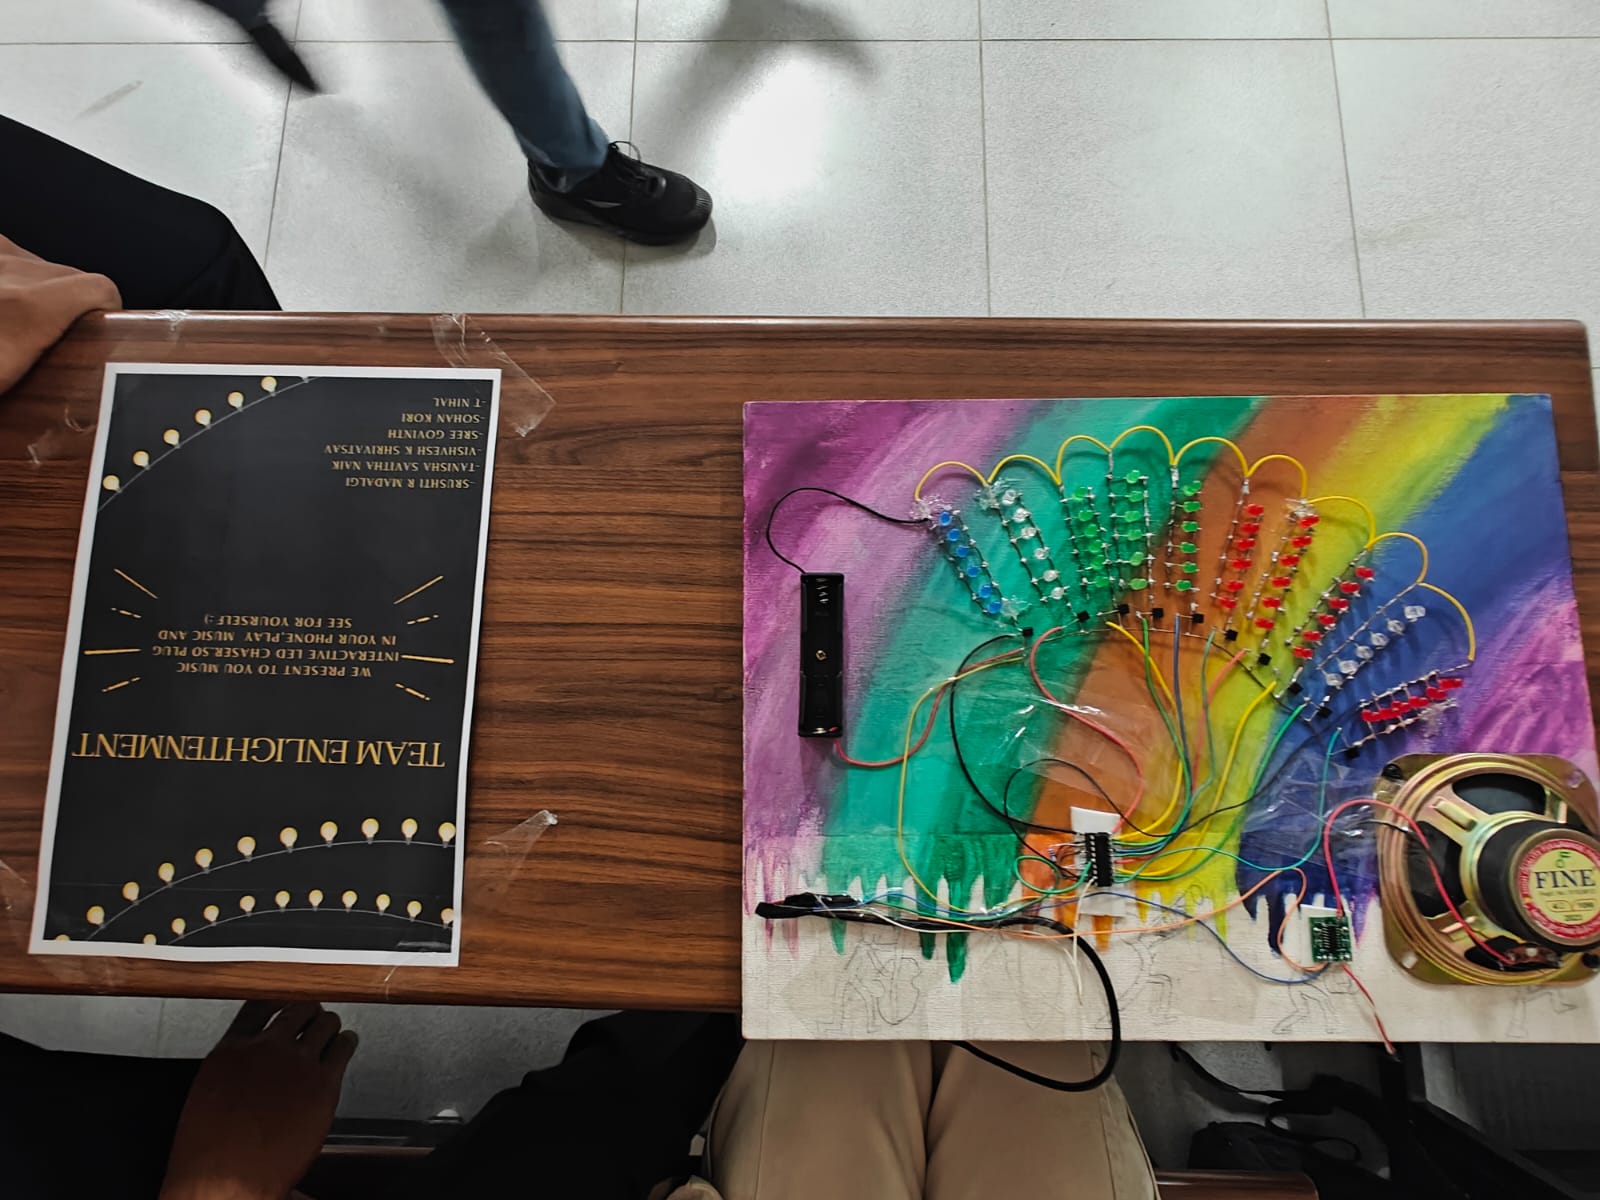 TEAM ENLIGHTENMENT
WE PRESENT TO YOU MUSIC
INTERACTIVE LED CHASER.SO PLUG
IN YOUR PHONE,PLAY MUSIC AND
SEE FOR YOURSELF:)
-SRUSHTI R MADALGI
-TANISHA SAVITHA NAIK
-VISHVESH K SHRIVATSAV
-SREE GOVINTH
-SOHAN KORI
-T NIHAL
FINE